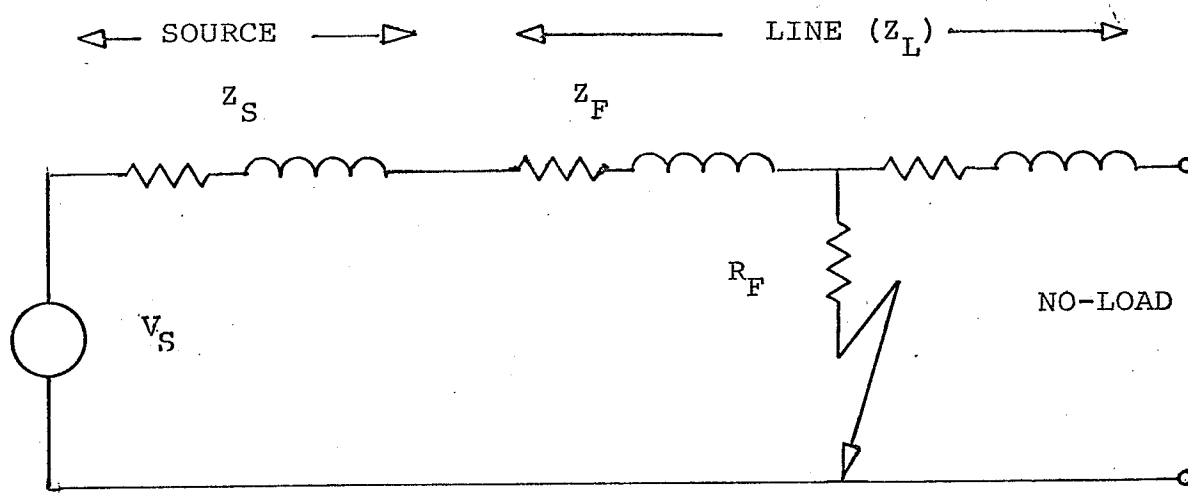 SOURCE LINE (Z_L)
Z_S Z_F
R_F
NO-LOAD
V_S